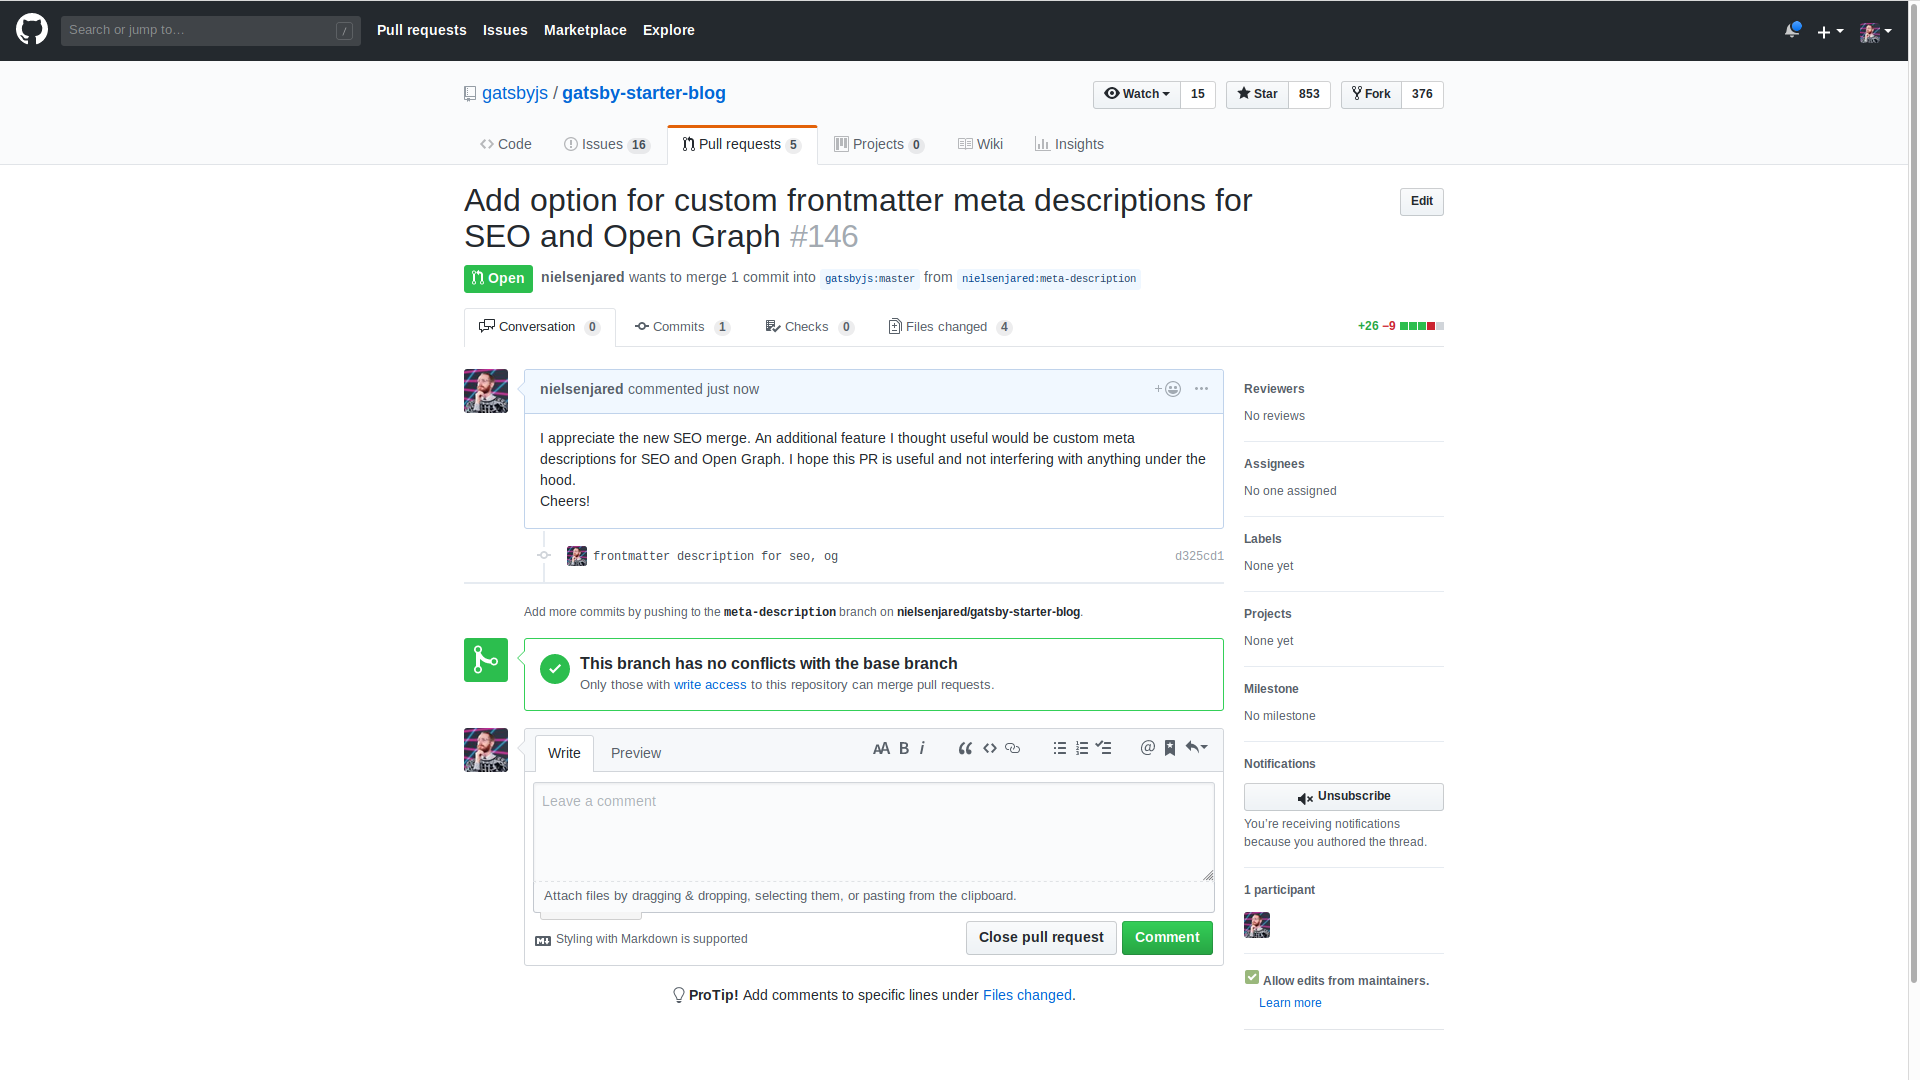 Search or jump to… /
Pull requests Issues Marketplace Explore
gatsbyjs / gatsby-starter-blog
Watch 15 Star 853 Fork 376
Code Issues 16 Pull requests 5 Projects 0 Wiki Insights
Add option for custom frontmatter meta descriptions for
SEO and Open Graph #146
Edit
Open nielsenjared wants to merge 1 commit into gatsbyjs:master from nielsenjared:meta-description
Conversation 0 Commits 1 Checks 0 Files changed 4 +26 −9
nielsenjared commented just now
I appreciate the new SEO merge. An additional feature I thought useful would be custom meta
descriptions for SEO and Open Graph. I hope this PR is useful and not interfering with anything under the
hood.
Cheers!
frontmatter description for seo, og d325cd1
Add more commits by pushing to the meta-description branch on nielsenjared/gatsby-starter-blog.
This branch has no conflicts with the base branch
Only those with write access to this repository can merge pull requests.
Write Preview
Leave a comment
Attach files by dragging & dropping, selecting them, or pasting from the clipboard.
Styling with Markdown is supported
Close pull request Comment
ProTip! Add comments to specific lines under Files changed.
Reviewers
No reviews
Assignees
No one assigned
Labels
None yet
Projects
None yet
Milestone
No milestone
Notifications
Unsubscribe
You’re receiving notifications
because you authored the thread.
1 participant
Allow edits from maintainers.
Learn more